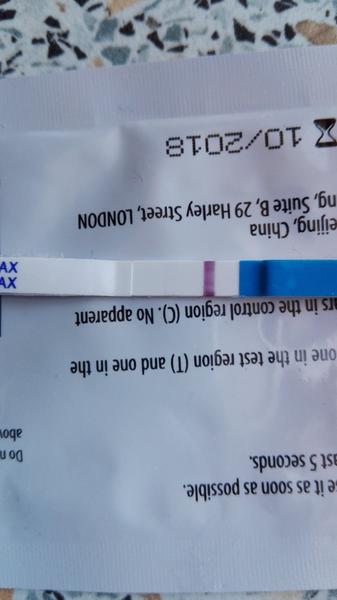 e it as soon as possible.
ast 5 seconds.
Do n
abov
one in the test region (T) and one in the
rs in the control region (C). No apparent
AX
AX
eijing, China
ng, Suite B, 29 Harley Street, LONDON
10/2018